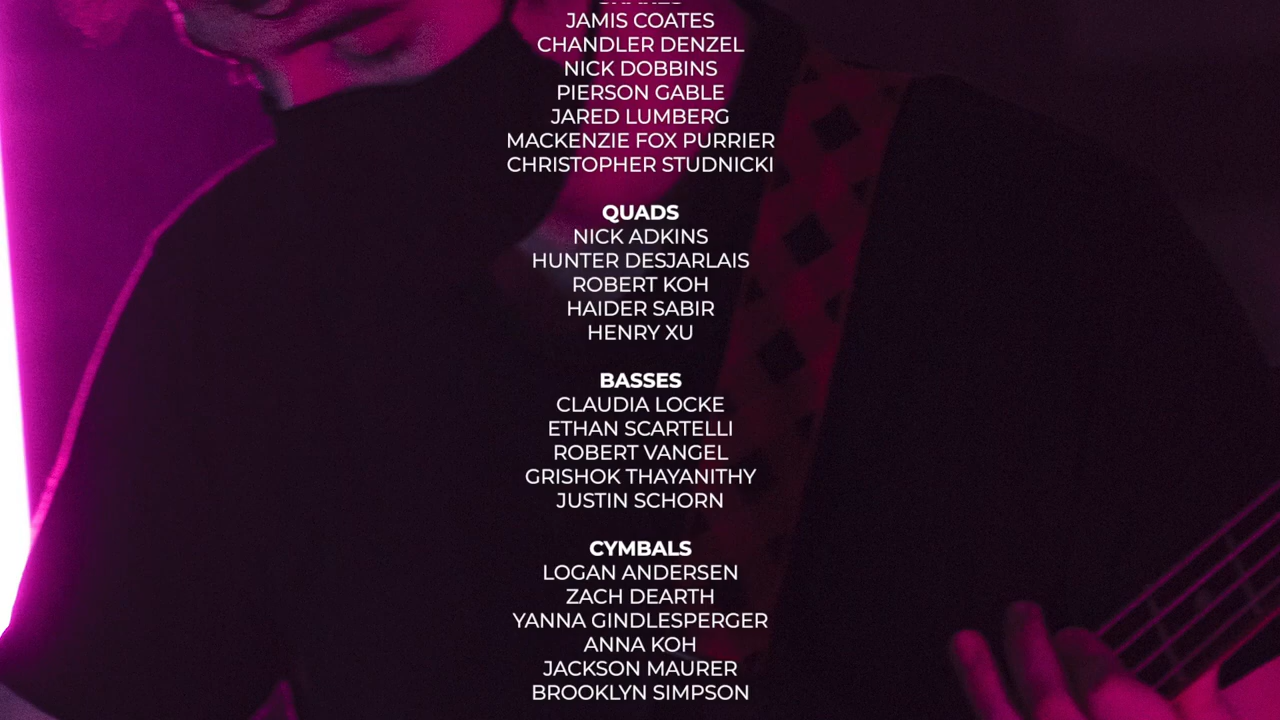 JAMIS COATES
CHANDLER DENZEL
NICK DOBBINS
PIERSON GABLE
JARED LUMBERG
MACKENZIE FOX PURRIER
CHRISTOPHER STUDNICKI
QUADS
NICK ADKINS
HUNTER DESJARLAIS
ROBERT KOH
HAIDER SABIR
HENRY XU
BASSES
CLAUDIA LOCKE
ETHAN SCARTELLI
ROBERT VANGEL
GRISHOK THAYANITHY
JUSTIN SCHORN
CYMBALS
LOGAN ANDERSEN
ZACH DEARTH
YANNA GINDLESPERGER
ANNA KOH
JACKSON MAURER
BROOKLYN SIMPSON